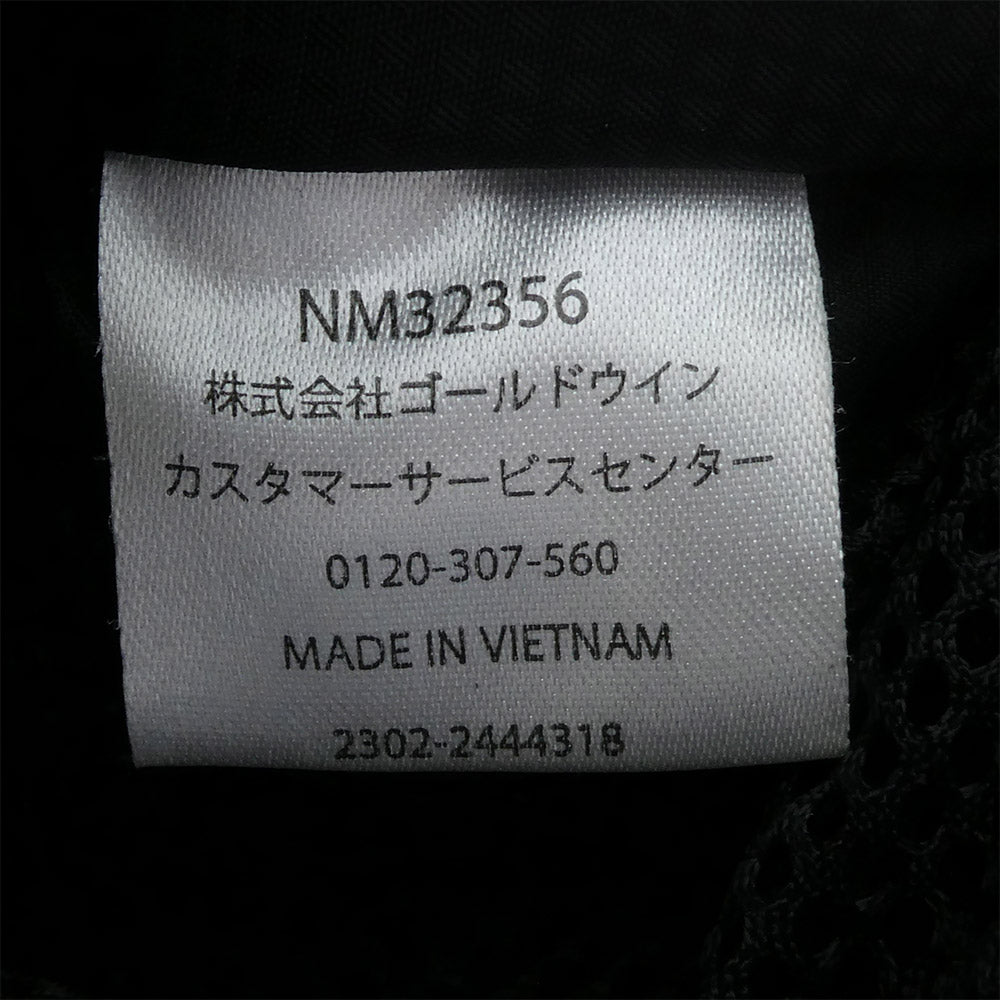 NM32356
株式会社ゴールドウイン
カスタマーサービスセンター
0120-307-560
MADE IN VIETNAM
2302-2444318